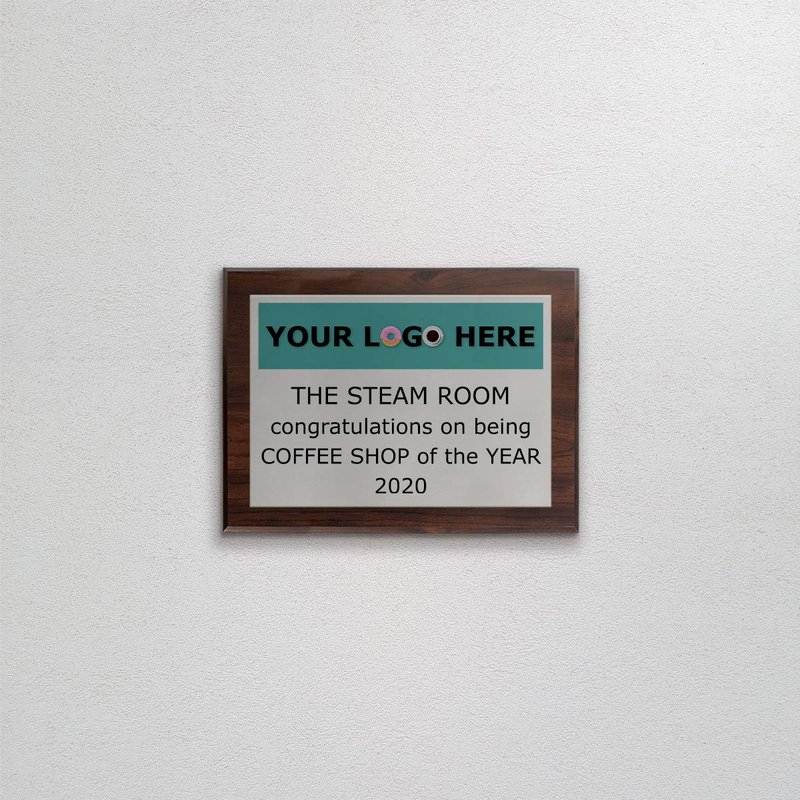 YOUR LOGO HERE
THE STEAM ROOM
congratulations on being
COFFEE SHOP of the YEAR
2020